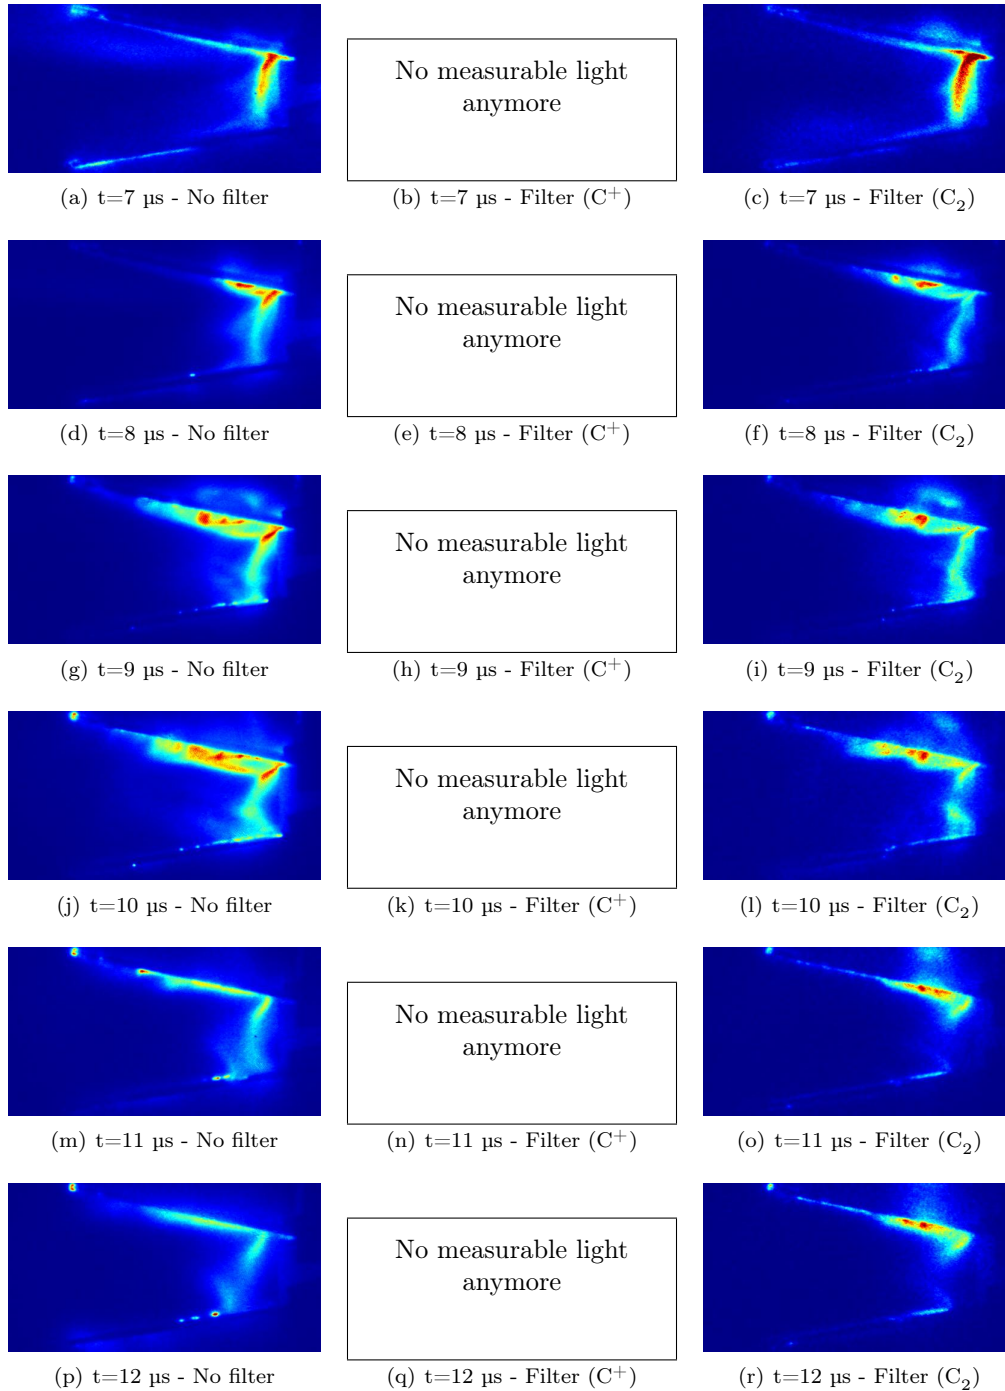 No measurable light
anymore
(a) t=7 µs - No filter
(b) t=7 µs - Filter (C⁺)
(c) t=7 µs - Filter (C₂)
No measurable light
anymore
(d) t=8 µs - No filter
(e) t=8 µs - Filter (C⁺)
(f) t=8 µs - Filter (C₂)
No measurable light
anymore
(g) t=9 µs - No filter
(h) t=9 µs - Filter (C⁺)
(i) t=9 µs - Filter (C₂)
No measurable light
anymore
(j) t=10 µs - No filter
(k) t=10 µs - Filter (C⁺)
(l) t=10 µs - Filter (C₂)
No measurable light
anymore
(m) t=11 µs - No filter
(n) t=11 µs - Filter (C⁺)
(o) t=11 µs - Filter (C₂)
No measurable light
anymore
(p) t=12 µs - No filter
(q) t=12 µs - Filter (C⁺)
(r) t=12 µs - Filter (C₂)